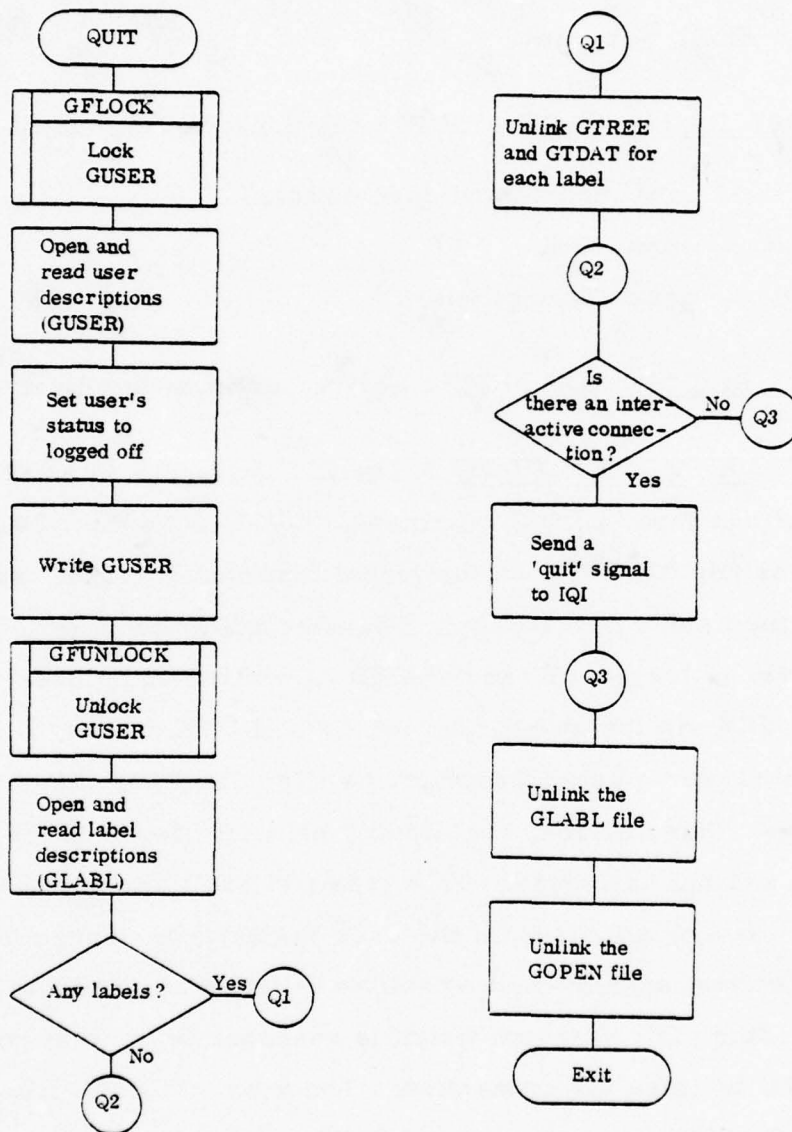 QUIT
GFLOCK
Lock
GUSER
Open and
read user
descriptions
(GUSER)
Set user's
status to
logged off
Write GUSER
GFUNLOCK
Unlock
GUSER
Open and
read label
descriptions
(GLABL)
Any labels?
Yes
Q1
No
Q2
Q1
Unlink GTREE
and GTDAT for
each label
Q2
Is
there an inter-
active connec-
tion?
No
Q3
Yes
Send a
'quit' signal
to IQI
Q3
Unlink the
GLABL file
Unlink the
GOPEN file
Exit